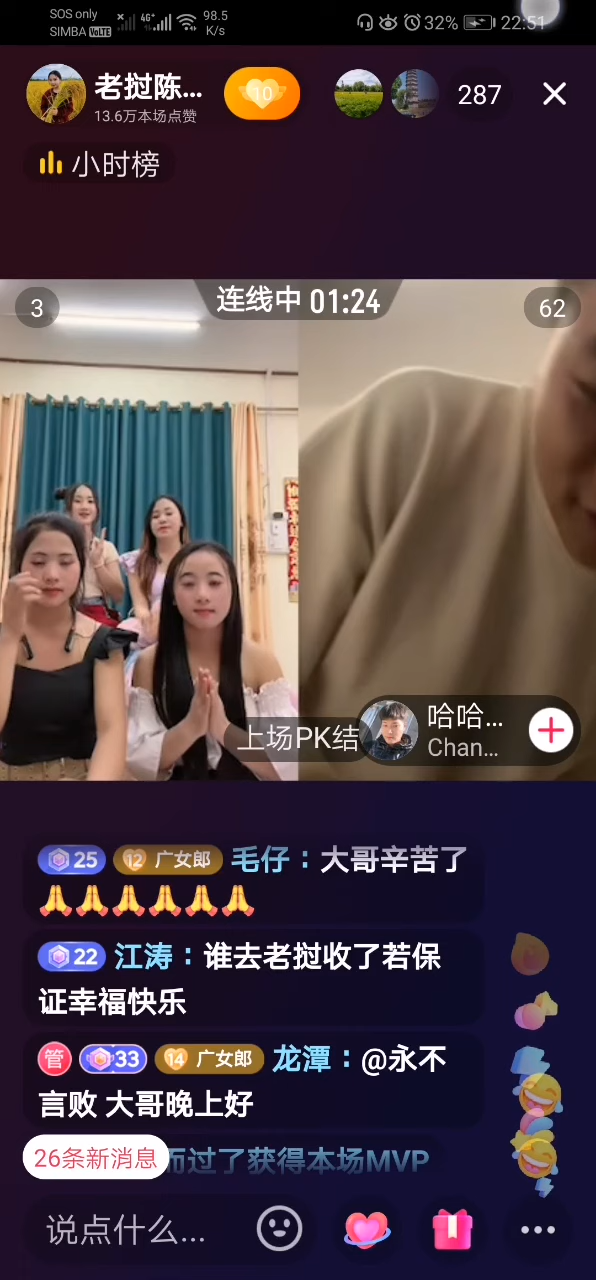 SOS only
SIMBA VoLTE
4G+
98.5
K/s
32%
22:51
老挝陈...
13.6万本场点赞
10
287
小时榜
3
连线中 01:24
62
上场PK结
哈哈...
Chan...
25 12 广女郎 毛仔：大哥辛苦了
🙏🙏🙏🙏🙏🙏
22 江涛：谁去老挝收了若保
证幸福快乐
管 33 14 广女郎 龙潭：@永不
言败 大哥晚上好
26条新消息
而过了获得本场MVP
说点什么...